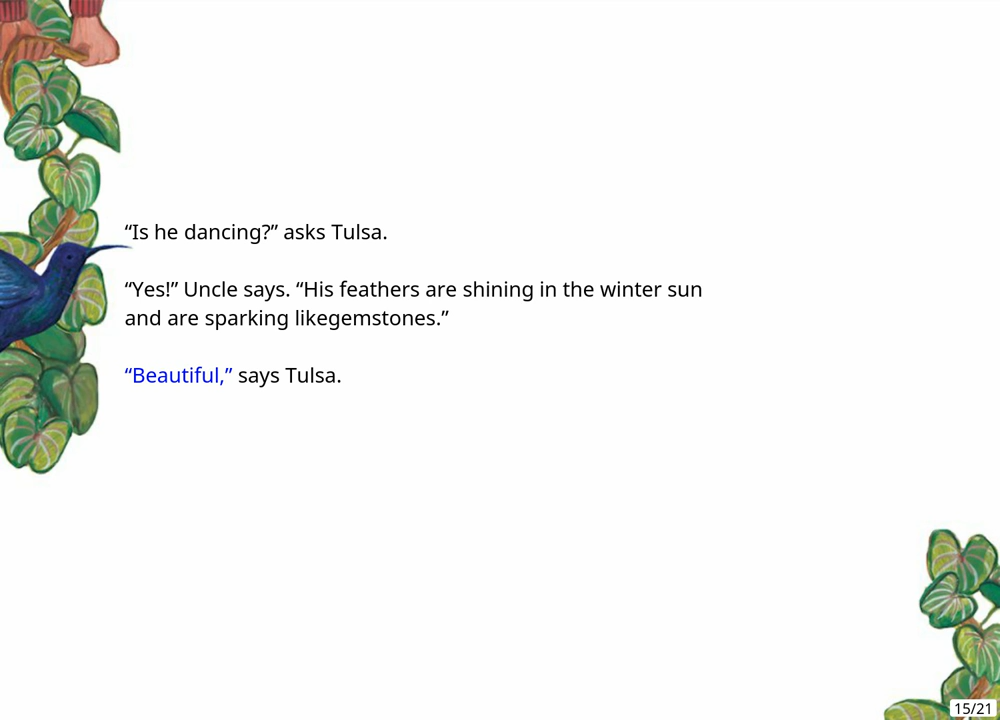 “Is he dancing?” asks Tulsa.
“Yes!” Uncle says. “His feathers are shining in the winter sun
and are sparking likegemstones.”
“Beautiful,” says Tulsa.
15/21